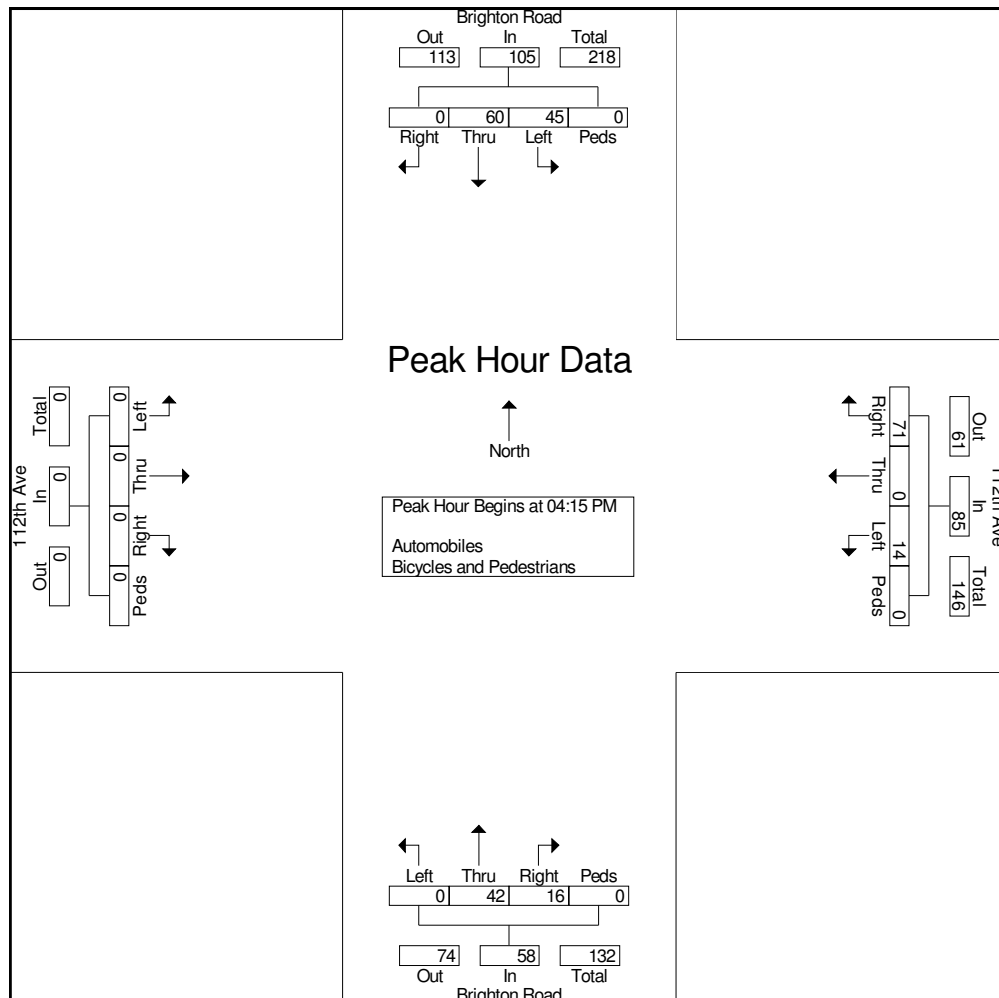 Brighton Road
Out In Total
113 105 218
0 60 45 0
Right Thru Left Peds
Peak Hour Data
North
Peak Hour Begins at 04:15 PM
Automobiles
Bicycles and Pedestrians
112th Ave
Total In Out
0 0 0
0 0 0 0
Left Thru Right Peds
Right Thru Left Peds
71 0 14 0
61 85 146
Out In Total
112th Ave
Left Thru Right Peds
0 42 16 0
74 58 132
Out In Total
Brighton Road